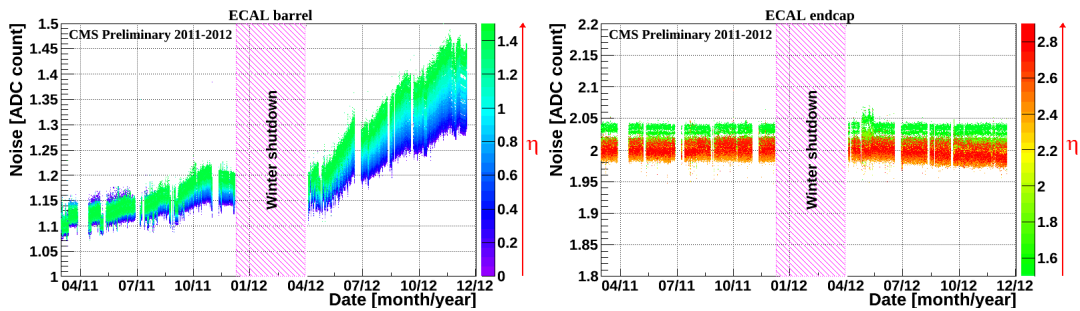 ECAL barrel
CMS Preliminary 2011-2012
Noise [ADC count]
1.5
1.45
1.4
1.35
1.3
1.25
1.2
1.15
1.1
1.05
1
Winter shutdown
04/11 07/11 10/11 01/12 04/12 07/12 10/12 12/12
Date [month/year]
1.4
1.2
1
0.8
0.6
0.4
0.2
0
η
ECAL endcap
CMS Preliminary 2011-2012
Noise [ADC count]
2.2
2.15
2.1
2.05
2
1.95
1.9
1.85
1.8
Winter shutdown
04/11 07/11 10/11 01/12 04/12 07/12 10/12 12/12
Date [month/year]
2.8
2.6
2.4
2.2
2
1.8
1.6
η